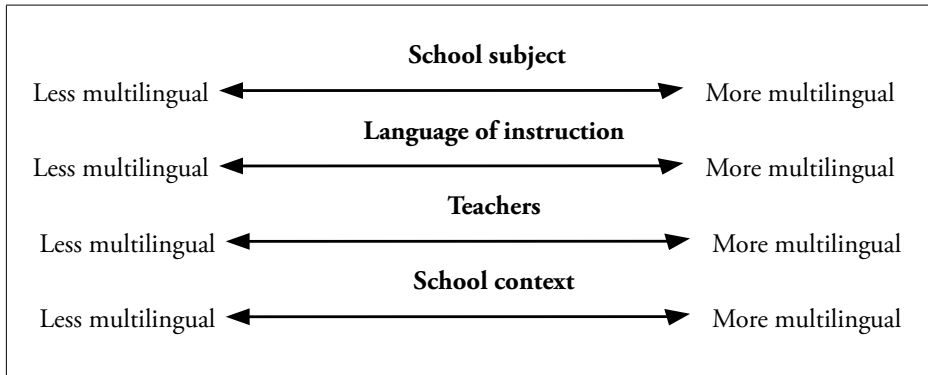 School subject
Less multilingual More multilingual
Language of instruction
Less multilingual More multilingual
Teachers
Less multilingual More multilingual
School context
Less multilingual More multilingual